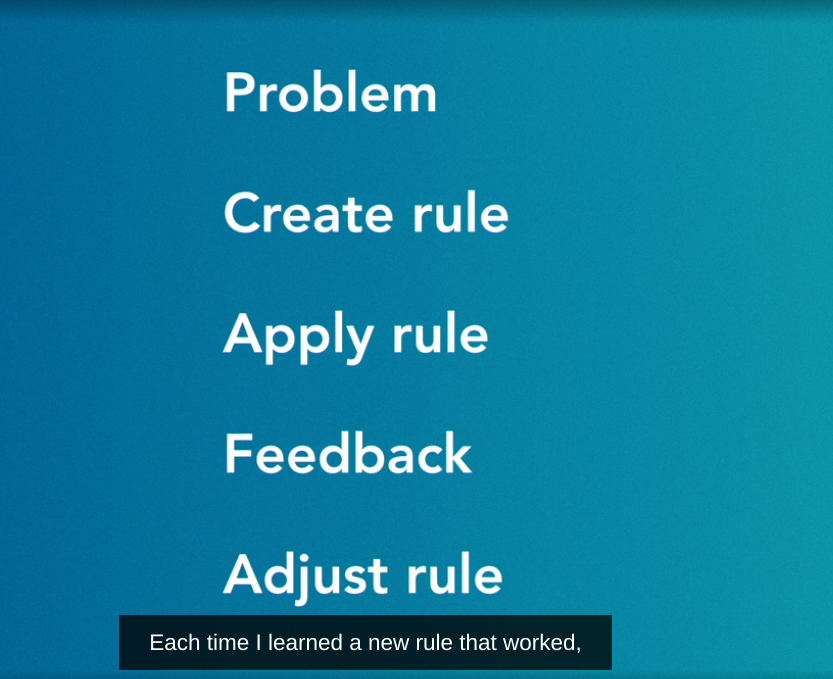 Problem
Create rule
Apply rule
Feedback
Adjust rule
Each time I learned a new rule that worked,